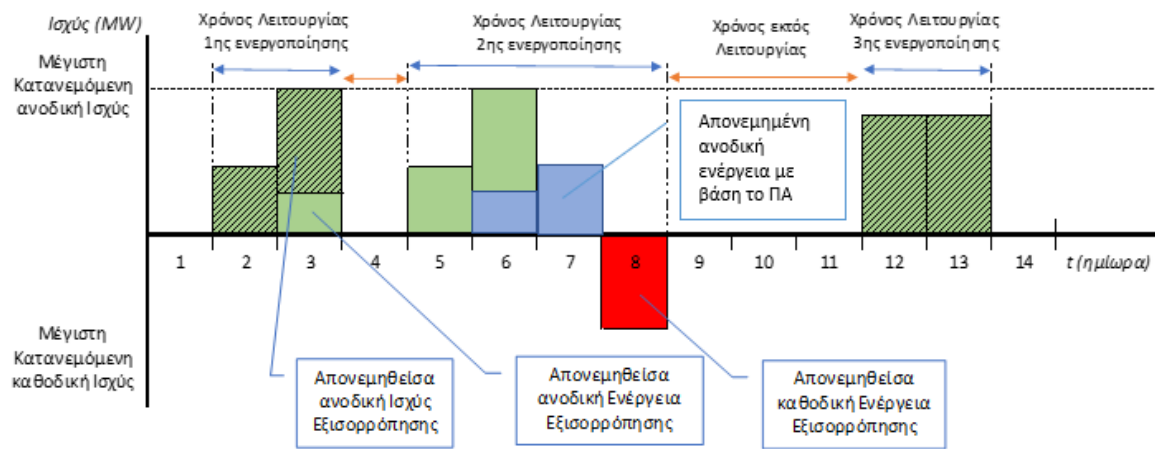 Ισχύς (MW)
Χρόνος Λειτουργίας
1ης ενεργοποίησης
Χρόνος Λειτουργίας
2ης ενεργοποίησης
Χρόνος εκτός
Λειτουργίας
Χρόνος Λειτουργίας
3ης ενεργοποίησης
Μέγιστη
Κατανεμόμενη
ανοδική Ισχύς
Απονεμημένη
ανοδική
ενέργεια με
βάση το ΠΑ
1 2 3 4 5 6 7 8 9 10 11 12 13 14 t (ημίωρα)
Μέγιστη
Κατανεμόμενη
καθοδική Ισχύς
Απονεμηθείσα
ανοδική Ισχύς
Εξισορρόπησης
Απονεμηθείσα
ανοδική Ενέργεια
Εξισορρόπησης
Απονεμηθείσα
καθοδική Ενέργεια
Εξισορρόπησης